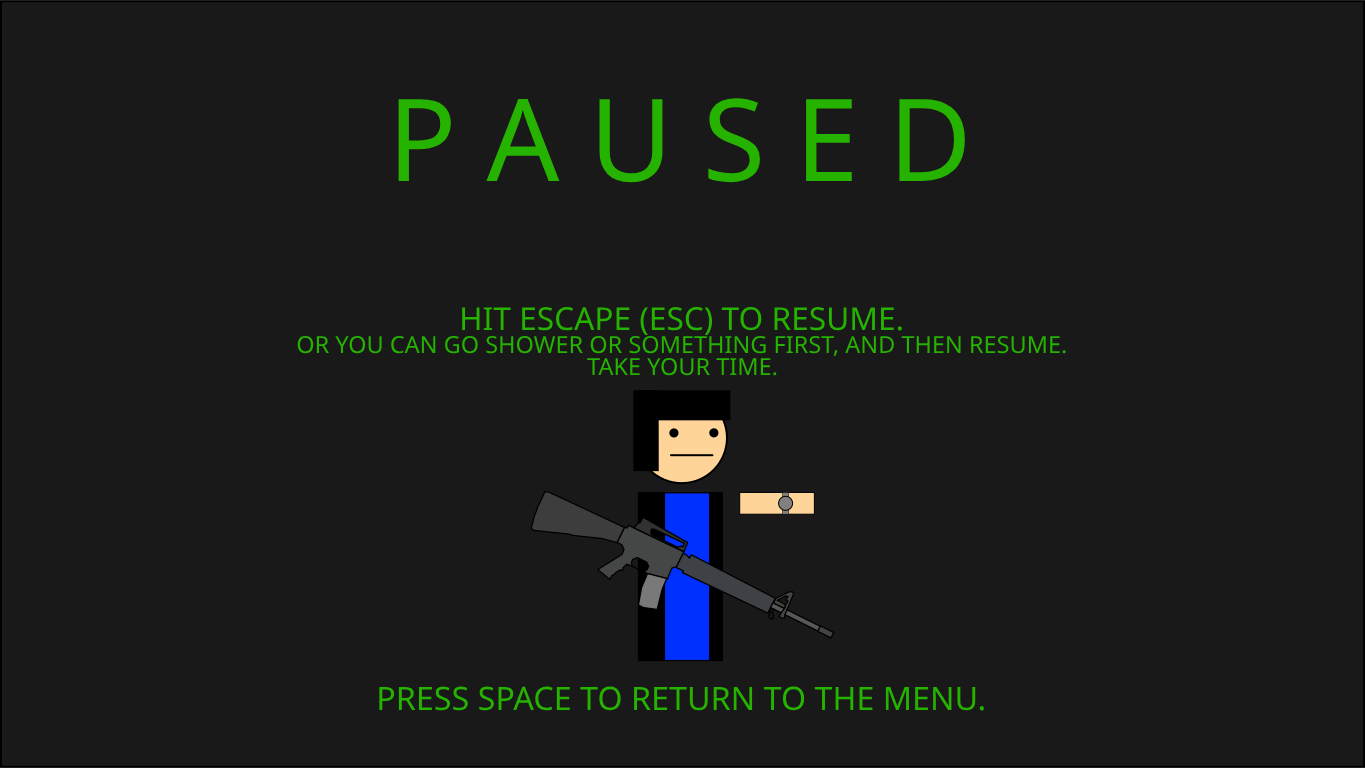 P A U S E D
HIT ESCAPE (ESC) TO RESUME.
OR YOU CAN GO SHOWER OR SOMETHING FIRST, AND THEN RESUME.
TAKE YOUR TIME.
PRESS SPACE TO RETURN TO THE MENU.